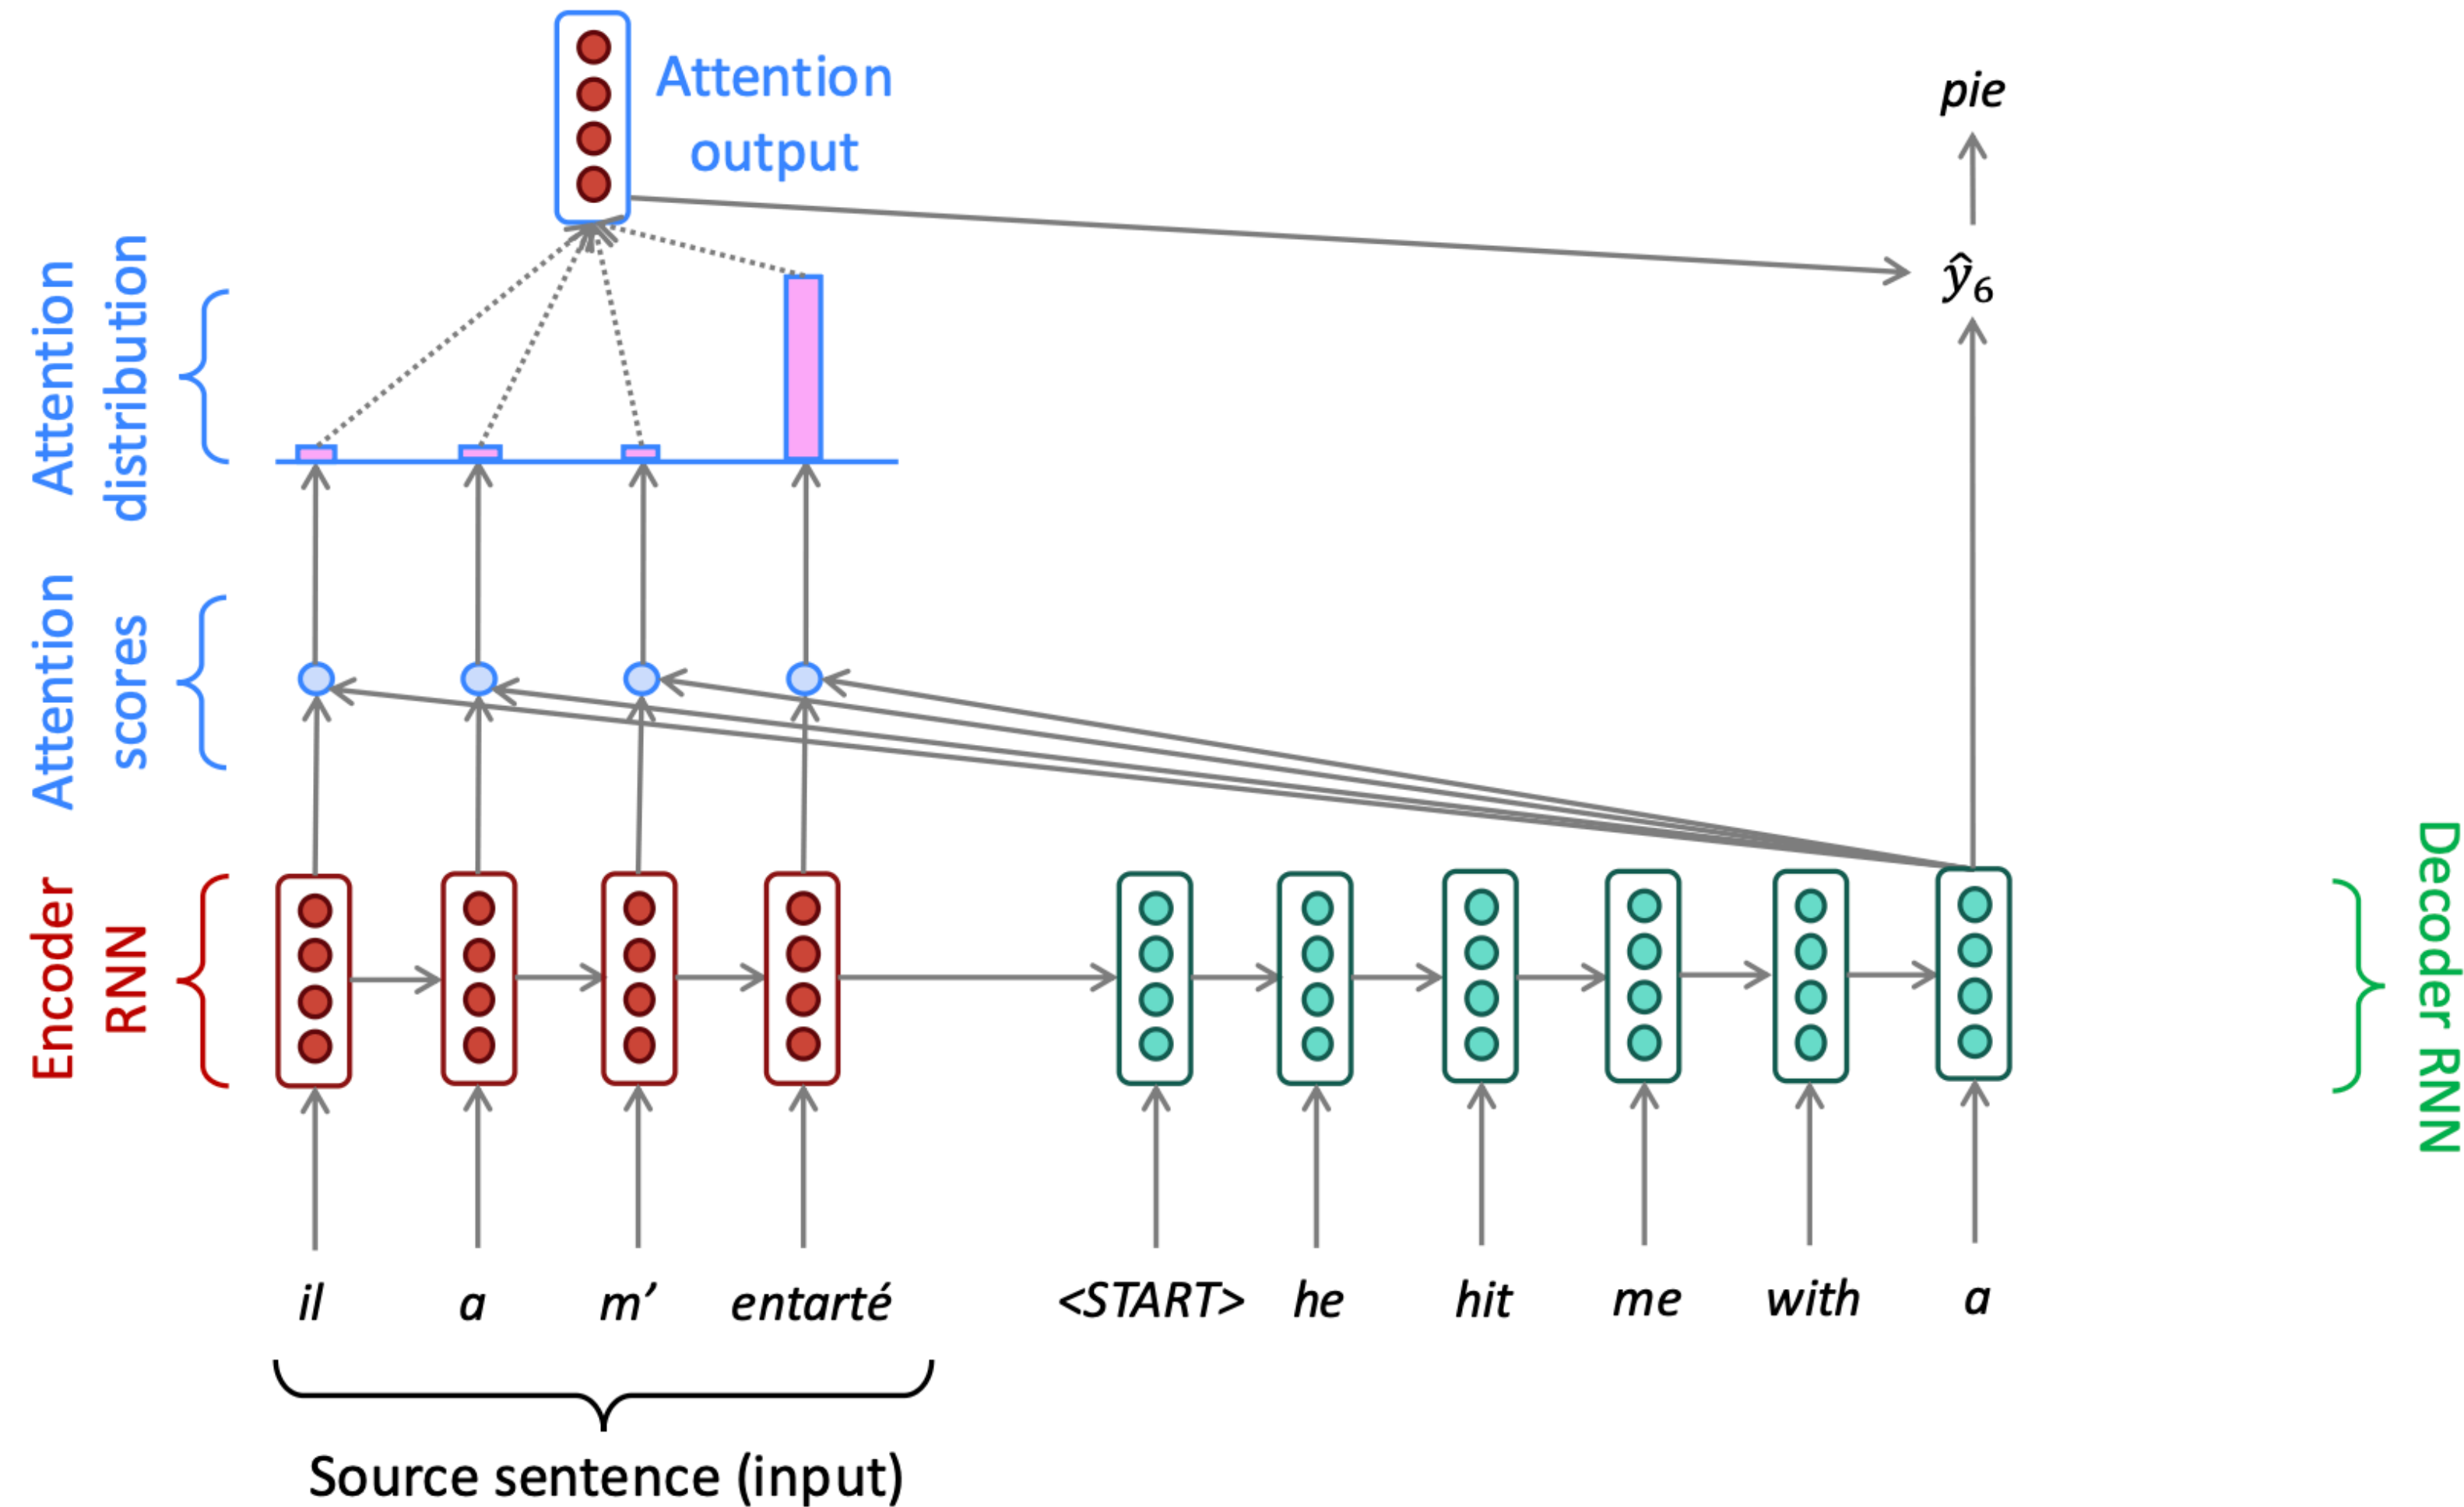 Attention
output
pie
ŷ6
Attention
distribution
Attention
scores
Encoder
RNN
Decoder RNN
il a m’ entarté <START> he hit me with a
Source sentence (input)